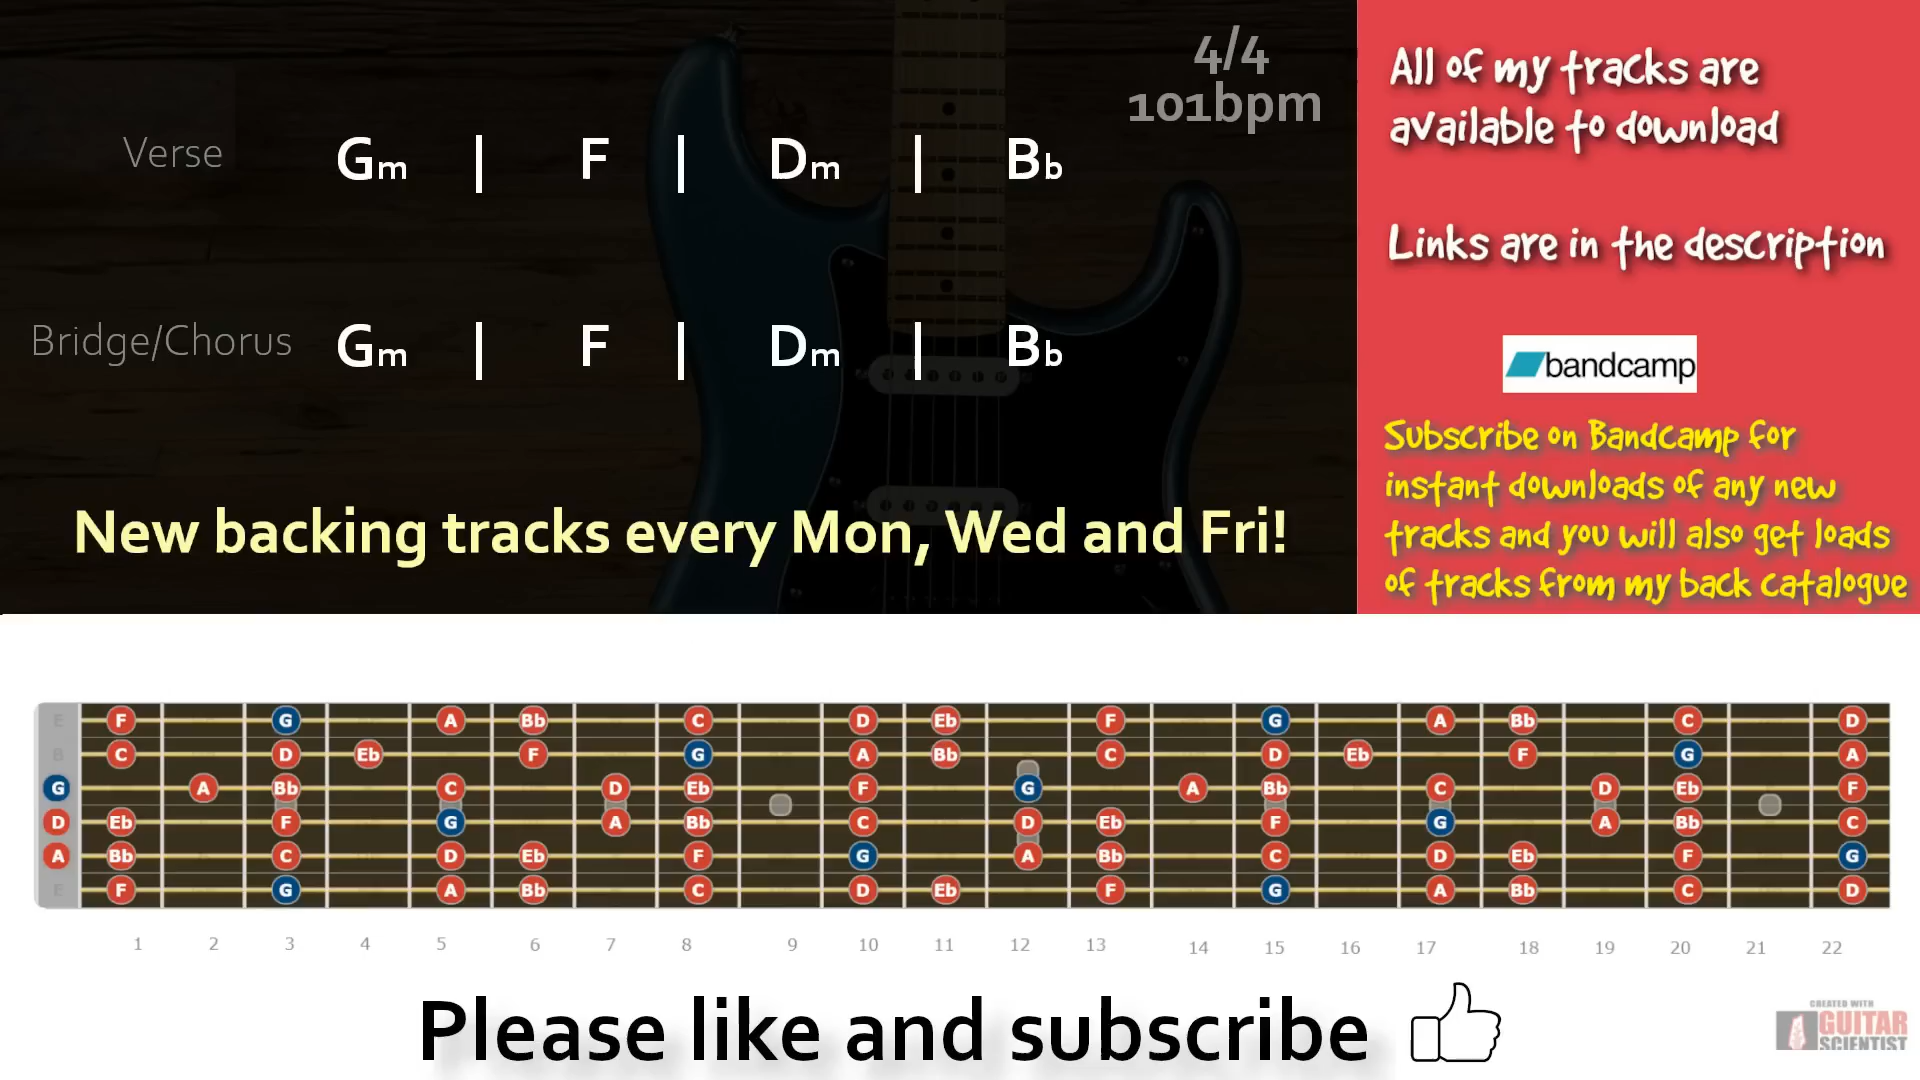 4/4
101bpm
Verse Gm | F | Dm | Bb
Bridge/Chorus Gm | F | Dm | Bb
New backing tracks every Mon, Wed and Fri!
All of my tracks are
available to download
Links are in the description
bandcamp
Subscribe on Bandcamp for
instant downloads of any new
tracks and you will also get loads
of tracks from my back catalogue
E F G A Bb C D Eb F G A Bb C D
B C D Eb F G A Bb C D Eb F G A
G A Bb C D Eb F G A Bb C D Eb F
D Eb F G A Bb C D Eb F G A Bb C
A Bb C D Eb F G A Bb C D Eb F G
E F G A Bb C D Eb F G A Bb C D
1 2 3 4 5 6 7 8 9 10 11 12 13 14 15 16 17 18 19 20 21 22
Please like and subscribe
CREATED WITH
GUITAR
SCIENTIST